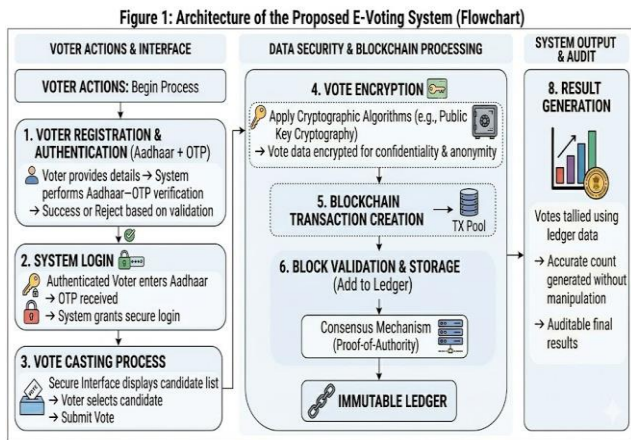 Figure 1: Architecture of the Proposed E-Voting System (Flowchart)
VOTER ACTIONS & INTERFACE
VOTER ACTIONS: Begin Process
1. VOTER REGISTRATION &
AUTHENTICATION (Aadhaar + OTP)
Voter provides details → System
performs Aadhaar–OTP verification
→ Success or Reject based on validation
2. SYSTEM LOGIN
Authenticated Voter enters Aadhaar
→ OTP received
→ System grants secure login
3. VOTE CASTING PROCESS
Secure Interface displays candidate list
VOTE
→ Voter selects candidate
→ Submit Vote
DATA SECURITY & BLOCKCHAIN PROCESSING
4. VOTE ENCRYPTION
Apply Cryptographic Algorithms (e.g., Public
Key Cryptography)
→ Vote data encrypted for confidentiality & anonymity
5. BLOCKCHAIN
TRANSACTION CREATION
TX Pool
6. BLOCK VALIDATION & STORAGE
(Add to Ledger)
Consensus Mechanism
(Proof-of-Authority)
IMMUTABLE LEDGER
SYSTEM OUTPUT
& AUDIT
8. RESULT
GENERATION
Votes tallied using
ledger data
→ Accurate count
generated without
manipulation
→ Auditable final
results